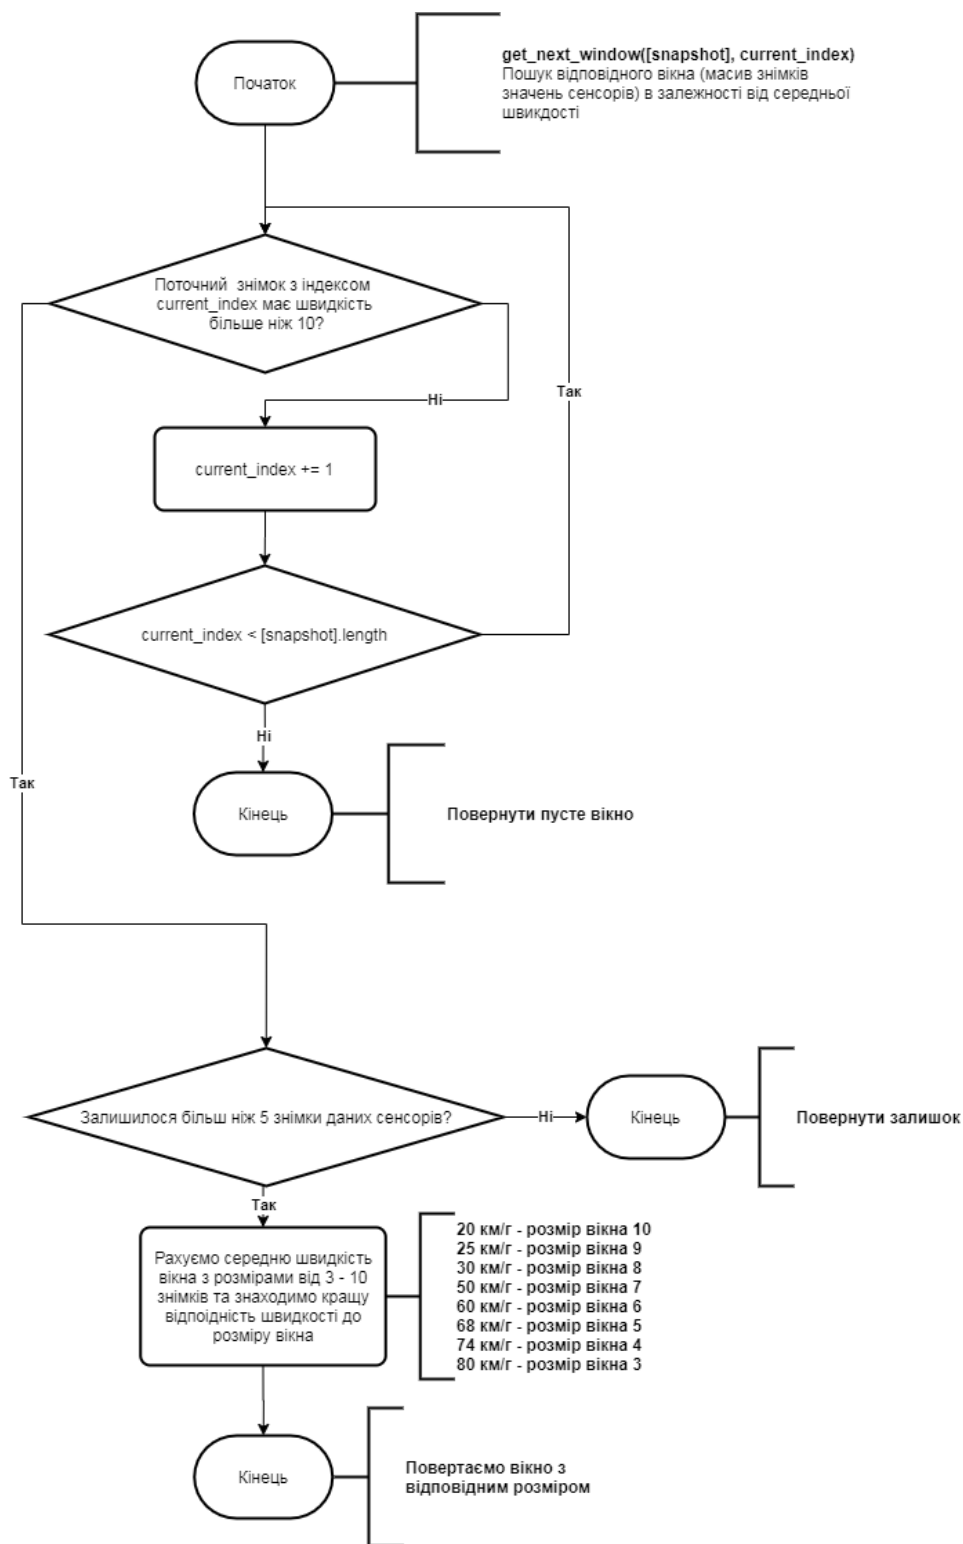 Початок
get_next_window([snapshot], current_index)
Пошук відповідного вікна (масив знімків
значень сенсорів) в залежності від середньої
швикдості
Поточний знімок з індексом
current_index має швидкість
більше ніж 10?
Так
Ні
current_index += 1
current_index < [snapshot].length
Ні
Так
Кінець
Повернути пусте вікно
Залишилося більш ніж 5 знімки даних сенсорів?
Ні
Кінець
Повернути залишок
Так
Рахуємо середню швидкість
вікна з розмірами від 3 - 10
знімків та знаходимо кращу
відпоідність швидкості до
розміру вікна
20 км/г - розмір вікна 10
25 км/г - розмір вікна 9
30 км/г - розмір вікна 8
50 км/г - розмір вікна 7
60 км/г - розмір вікна 6
68 км/г - розмір вікна 5
74 км/г - розмір вікна 4
80 км/г - розмір вікна 3
Кінець
Повертаємо вікно з
відповідним розміром